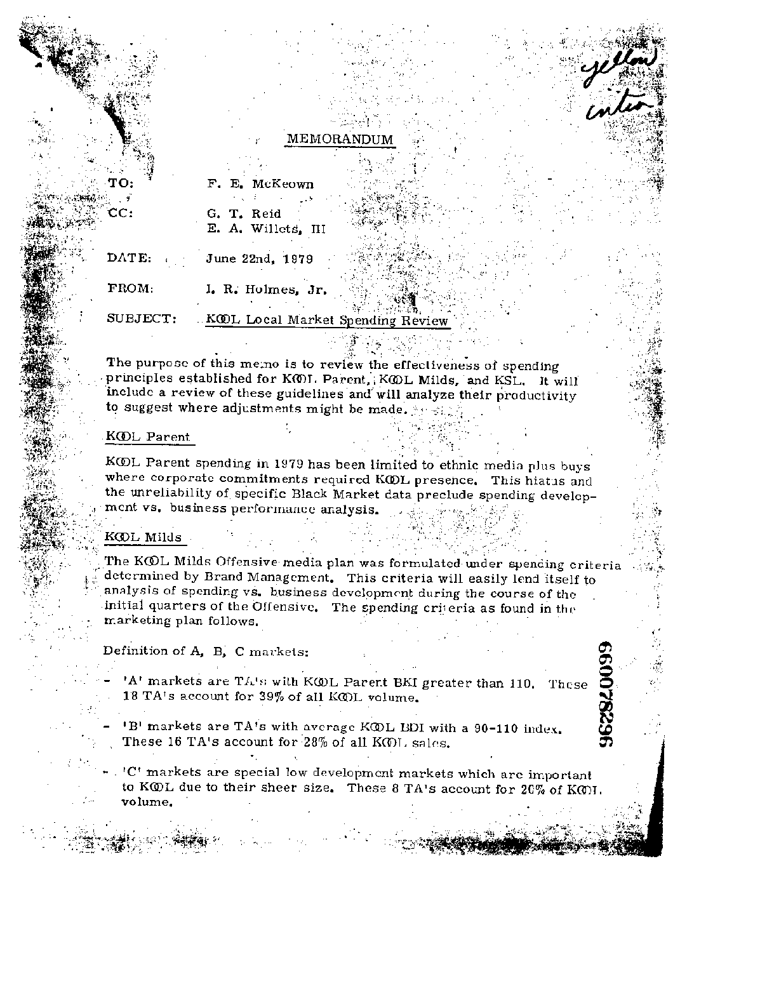 yellow
MEMORANDUM
TO: F. E. McKeown
CC: G. T. Reid
E. A. Willets, III
DATE: June 22nd, 1979
FROM: I. R. Holmes, Jr.
SUBJECT: KOOL Local Market Spending Review
The purpose of this memo is to review the effectiveness of spending
principles established for KOOL Parent, KOOL Milds, and KSL. It will
include a review of these guidelines and will analyze their productivity
to suggest where adjustments might be made.
KOOL Parent
KOOL Parent spending in 1979 has been limited to ethnic media plus buys
where corporate commitments required KOOL presence. This hiatus and
the unreliability of specific Black Market data preclude spending develop-
ment vs. business performance analysis.
KOOL Milds
The KOOL Milds Offensive media plan was formulated under spending criteria
determined by Brand Management. This criteria will easily lend itself to
analysis of spending vs. business development during the course of the
initial quarters of the Offensive. The spending criteria as found in the
marketing plan follows.
Definition of A, B, C markets:
- 'A' markets are TA's with KOOL Parent BKI greater than 110. These
18 TA's account for 39% of all KOOL volume.
- 'B' markets are TA's with average KOOL BDI with a 90-110 index.
These 16 TA's account for 28% of all KOOL sales.
- 'C' markets are special low development markets which are important
to KOOL due to their sheer size. These 8 TA's account for 20% of KOOL
volume.
660078296